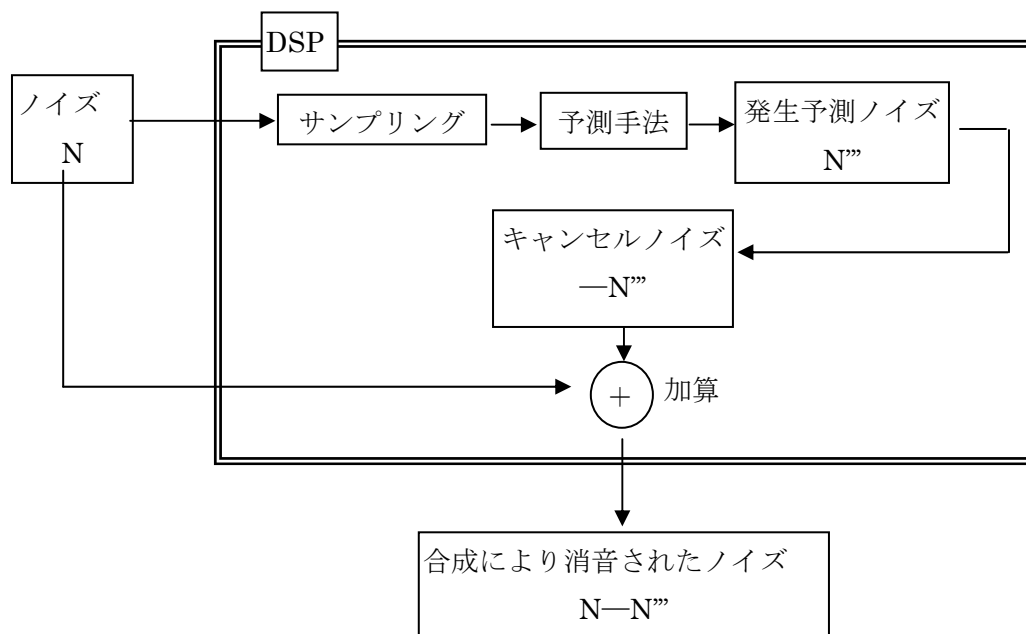 DSP
ノイズ
N
サンプリング
予測手法
発生予測ノイズ
N’”
キャンセルノイズ
―N’”
+ 加算
合成により消音されたノイズ
N―N’”